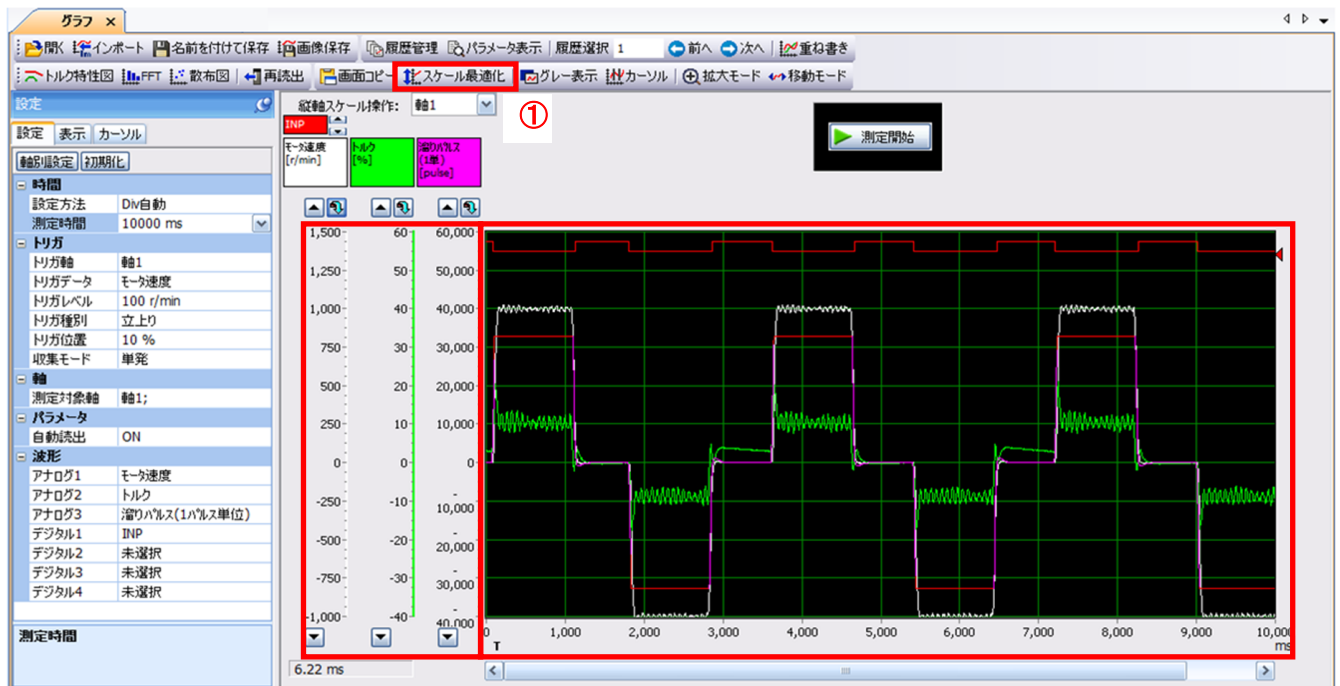 グラフ ×
開く インポート 名前を付けて保存 画像保存 履歴管理 パラメータ表示 履歴選択 1 前へ 次へ 重ね書き
トルク特性図 FFT 散布図 再読出 画面コピー スケール最適化 グレー表示 カーソル 拡大モード 移動モード
設定
設定 表示 カーソル
軸別設定 初期化
時間
設定方法 Div自動
測定時間 10000 ms
トリガ
トリガ軸 軸1
トリガデータ モータ速度
トリガレベル 100 r/min
トリガ種別 立上り
トリガ位置 10 %
収集モード 単発
軸
測定対象軸 軸1;
パラメータ
自動読出 ON
波形
アナログ1 モータ速度
アナログ2 トルク
アナログ3 溜りパルス(1パルス単位)
デジタル1 INP
デジタル2 未選択
デジタル3 未選択
デジタル4 未選択
測定時間
縦軸スケール操作: 軸1
①
INP
モータ速度
[r/min]
トルク
[%]
溜りパルス
(1単)
[pulse]
測定開始
1,500 60 60,000
1,250 50 50,000
1,000 40 40,000
750 30 30,000
500 20 20,000
250 10 10,000
0 0 0
-250 -10 -10,000
-500 -20 -20,000
-750 -30 -30,000
-1,000 -40 -40,000
0 1,000 2,000 3,000 4,000 5,000 6,000 7,000 8,000 9,000 10,000
T ms
6.22 ms